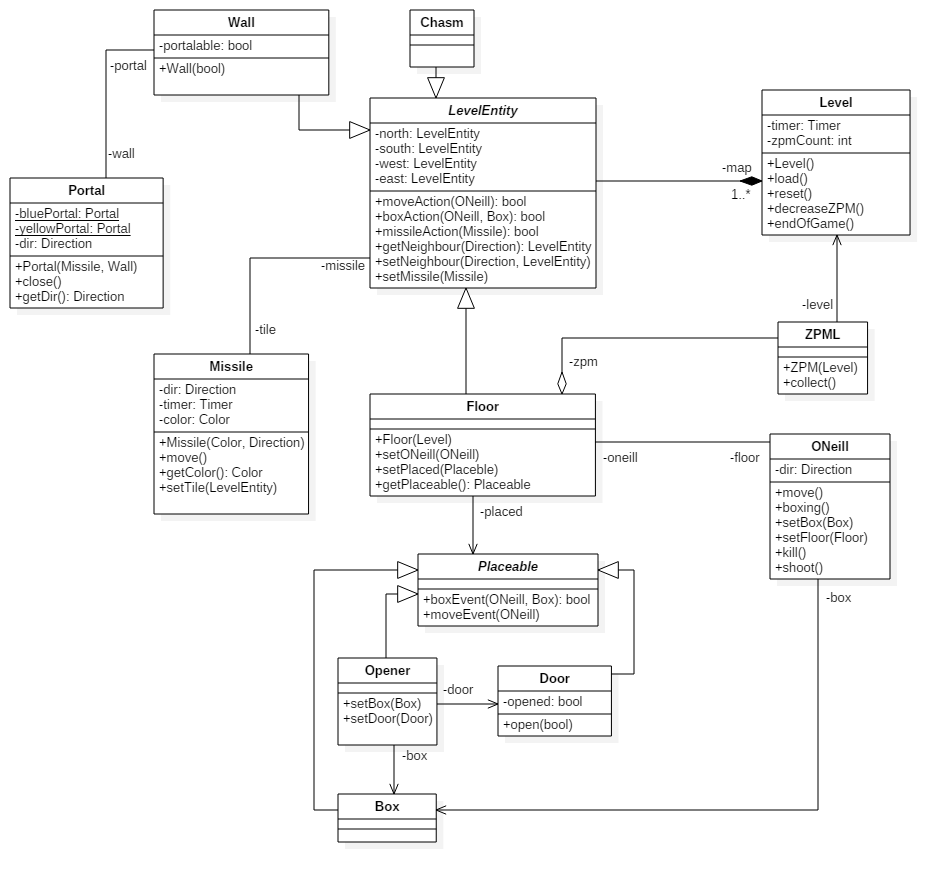 Wall
-portalable: bool
+Wall(bool)
Chasm
-portal
-wall
LevelEntity
-north: LevelEntity
-south: LevelEntity
-west: LevelEntity
-east: LevelEntity
+moveAction(ONeill): bool
+boxAction(ONeill, Box): bool
+missileAction(Missile): bool
+getNeighbour(Direction): LevelEntity
+setNeighbour(Direction, LevelEntity)
+setMissile(Missile)
-map
1..*
Level
-timer: Timer
-zpmCount: int
+Level()
+load()
+reset()
+decreaseZPM()
+endOfGame()
Portal
-bluePortal: Portal
-yellowPortal: Portal
-dir: Direction
+Portal(Missile, Wall)
+close()
+getDir(): Direction
-missile
-tile
-level
Missile
-dir: Direction
-timer: Timer
-color: Color
+Missile(Color, Direction)
+move()
+getColor(): Color
+setTile(LevelEntity)
-zpm
ZPML
+ZPM(Level)
+collect()
Floor
+Floor(Level)
+setONeill(ONeill)
+setPlaced(Placeble)
+getPlaceable(): Placeable
-oneill
-floor
ONeill
-dir: Direction
+move()
+boxing()
+setBox(Box)
+setFloor(Floor)
+kill()
+shoot()
-placed
Placeable
+boxEvent(ONeill, Box): bool
+moveEvent(ONeill)
-box
Opener
+setBox(Box)
+setDoor(Door)
-door
Door
-opened: bool
+open(bool)
-box
Box